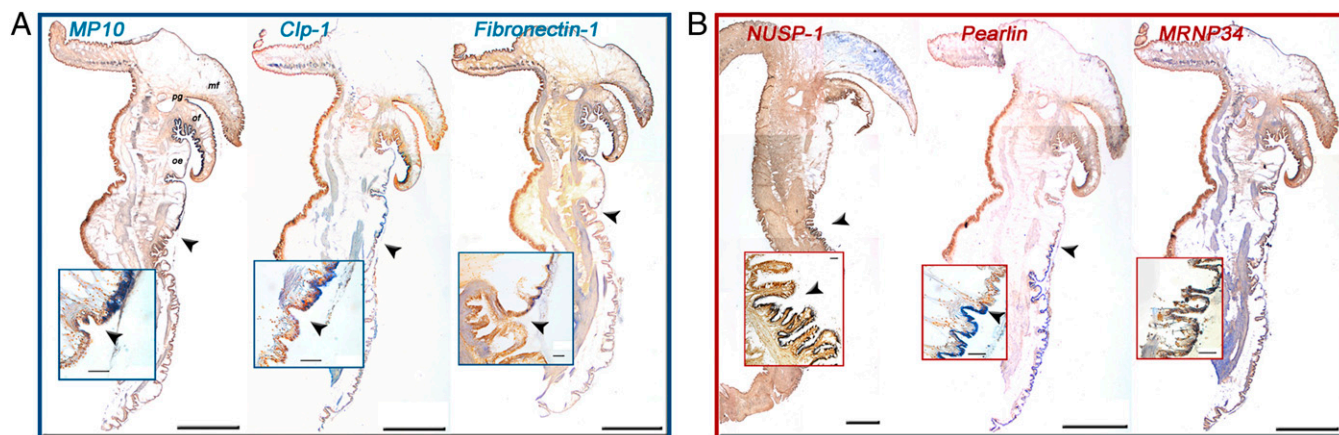 A
MP10
Clp-1
Fibronectin-1
mf
pg
of
oe
B
NUSP-1
Pearlin
MRNP34